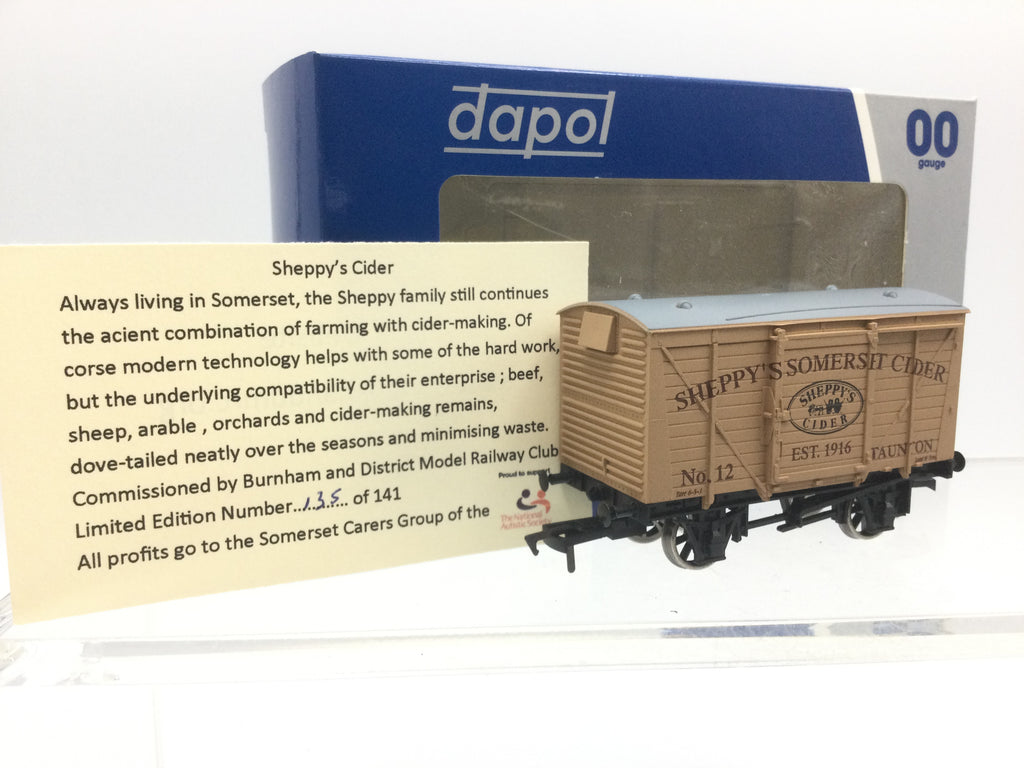 dapol
00
gauge
Sheppy's Cider
Always living in Somerset, the Sheppy family still continues
the acient combination of farming with cider-making. Of
corse modern technology helps with some of the hard work,
but the underlying compatibility of their enterprise ; beef,
sheep, arable , orchards and cider-making remains,
dove-tailed neatly over the seasons and minimising waste.
Commissioned by Burnham and District Model Railway Club
Limited Edition Number...135.... of 141
All profits go to the Somerset Carers Group of the
Proud to support
The National
Autistic Society
SHEPPY'S SOMERSET CIDER
SHEPPY'S
CIDER
EST. 1916
TAUNTON
No. 12